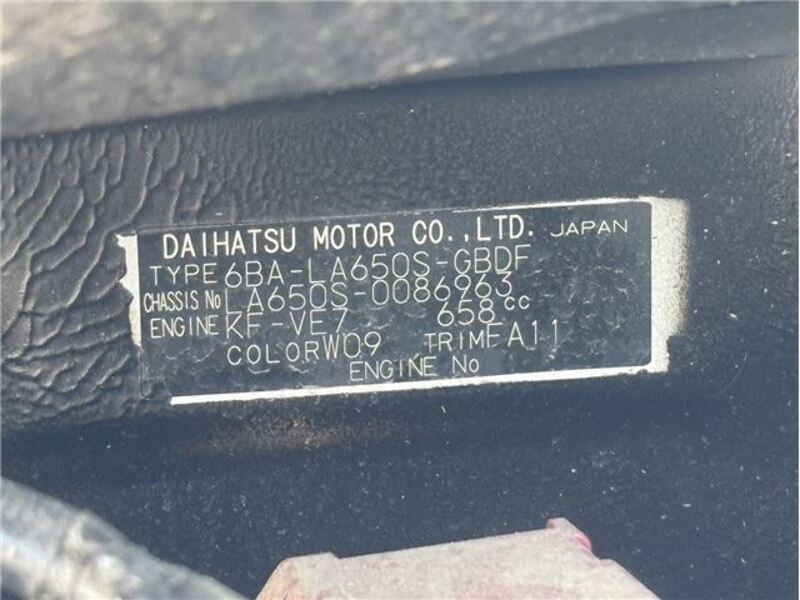 DAIHATSU MOTOR CO.,LTD. JAPAN
TYPE 6BA-LA650S-GBDF
CHASSIS No LA650S-0086963
ENGINE KF-VE7 658cc
COLOR W09 TRIM FA11
ENGINE No